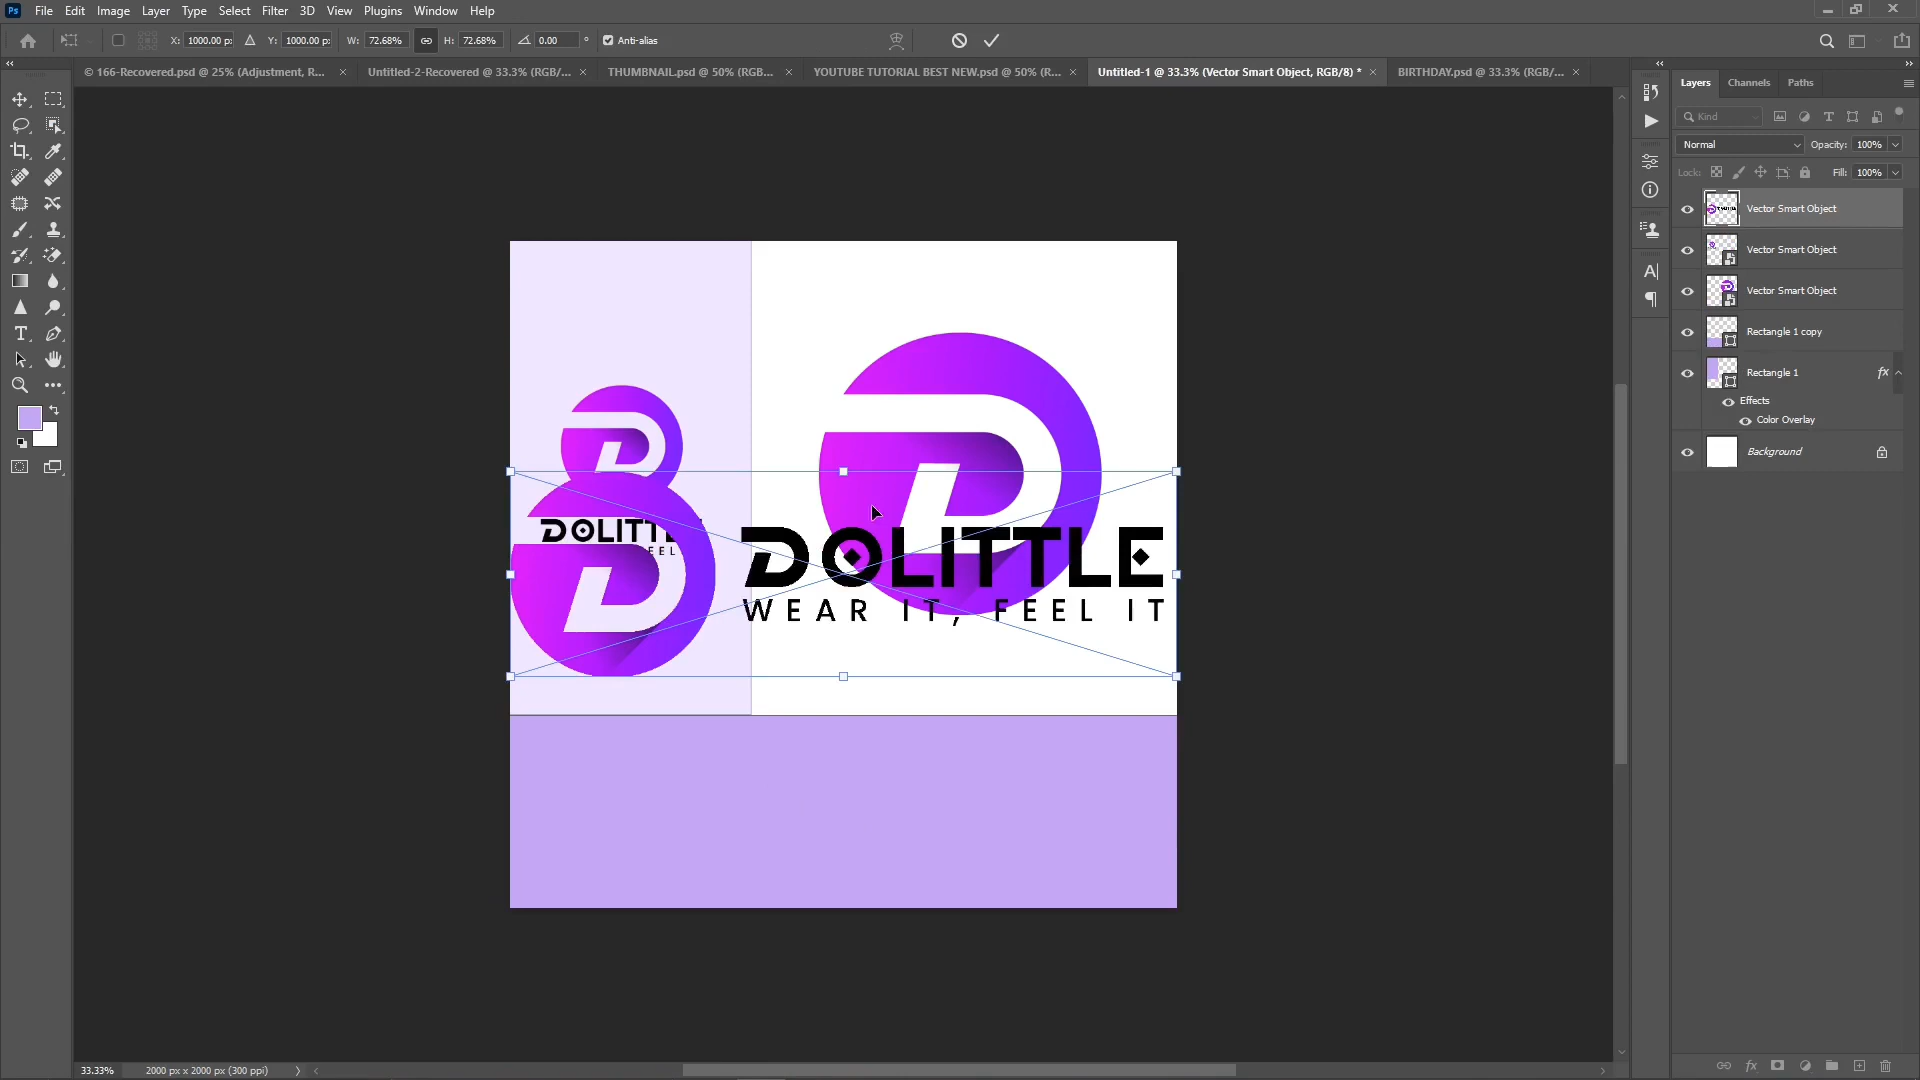 Ps File Edit Image Layer Type Select Filter 3D View Plugins Window Help
X: 1000.00 p: Y: 1000.00 p: W: 72.68% H: 72.68% 0.00 ° Anti-alias
© 166-Recovered.psd @ 25% (Adjustment, R... × Untitled-2-Recovered @ 33.3% (RGB/... × THUMBNAIL.psd @ 50% (RGB... × YOUTUBE TUTORIAL BEST NEW.psd @ 50% (R... × Untitled-1 @ 33.3% (Vector Smart Object, RGB/8) * × BIRTHDAY.psd @ 33.3% (RGB/... ×
Layers Channels Paths
Kind
Normal Opacity: 100%
Lock: Fill: 100%
Vector Smart Object
Vector Smart Object
Vector Smart Object
Rectangle 1 copy
Rectangle 1 fx
Effects
Color Overlay
Background
DOLITTL
FEEL
DOLITTLE
WEAR IT, FEEL IT
33.33% 2000 px x 2000 px (300 ppi)